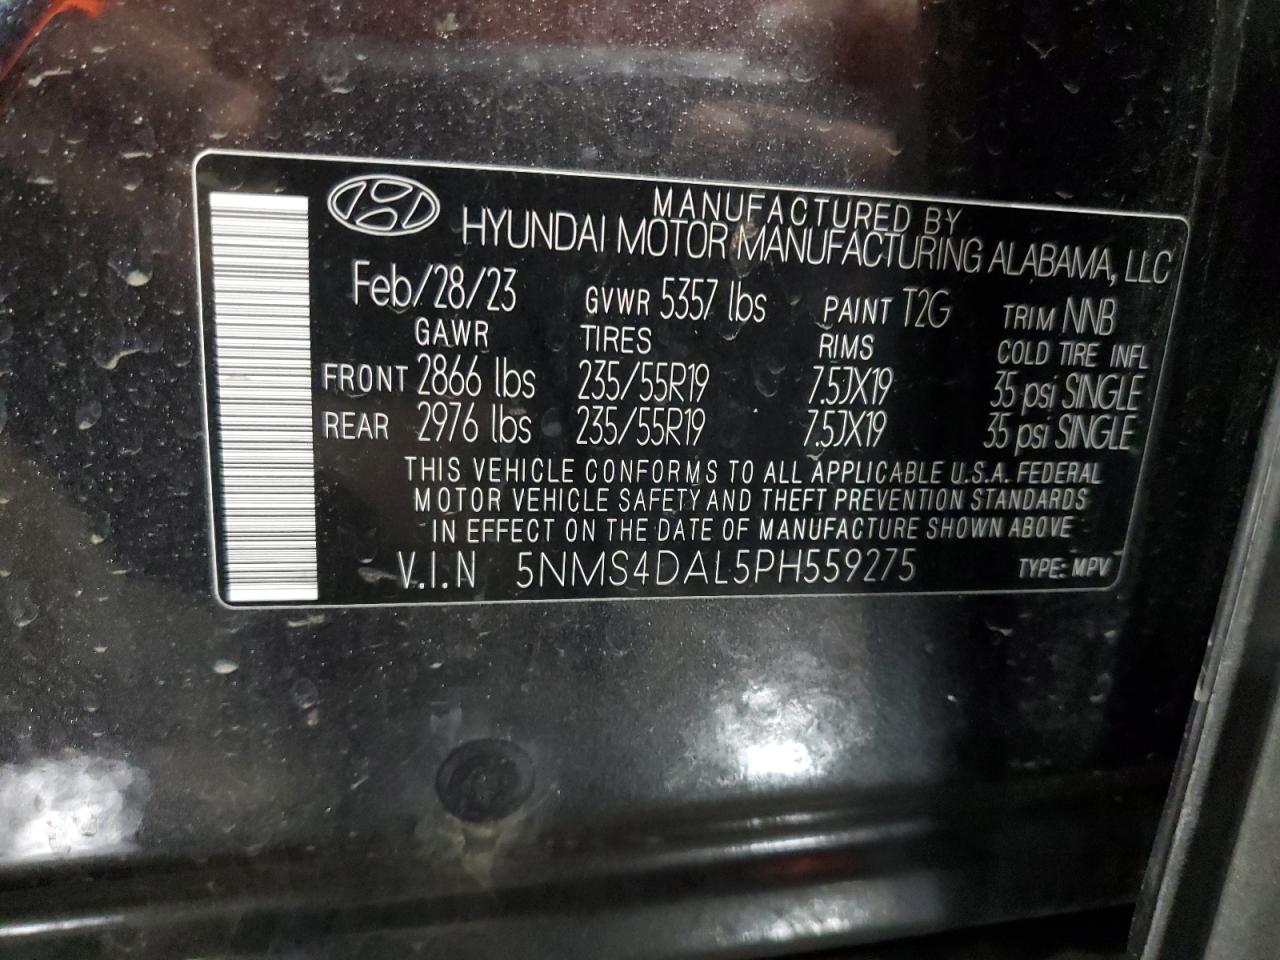 MANUFACTURED BY
HYUNDAI MOTOR MANUFACTURING ALABAMA, LLC
Feb/28/23 GVWR 5357 lbs PAINT T2G TRIM NNB
GAWR TIRES RIMS COLD TIRE INFL
FRONT 2866 lbs 235/55R19 7.5JX19 35 psi SINGLE
REAR 2976 lbs 235/55R19 7.5JX19 35 psi SINGLE
THIS VEHICLE CONFORMS TO ALL APPLICABLE U.S.A. FEDERAL
MOTOR VEHICLE SAFETY AND THEFT PREVENTION STANDARDS
IN EFFECT ON THE DATE OF MANUFACTURE SHOWN ABOVE
V.I.N 5NMS4DAL5PH559275 TYPE: MPV